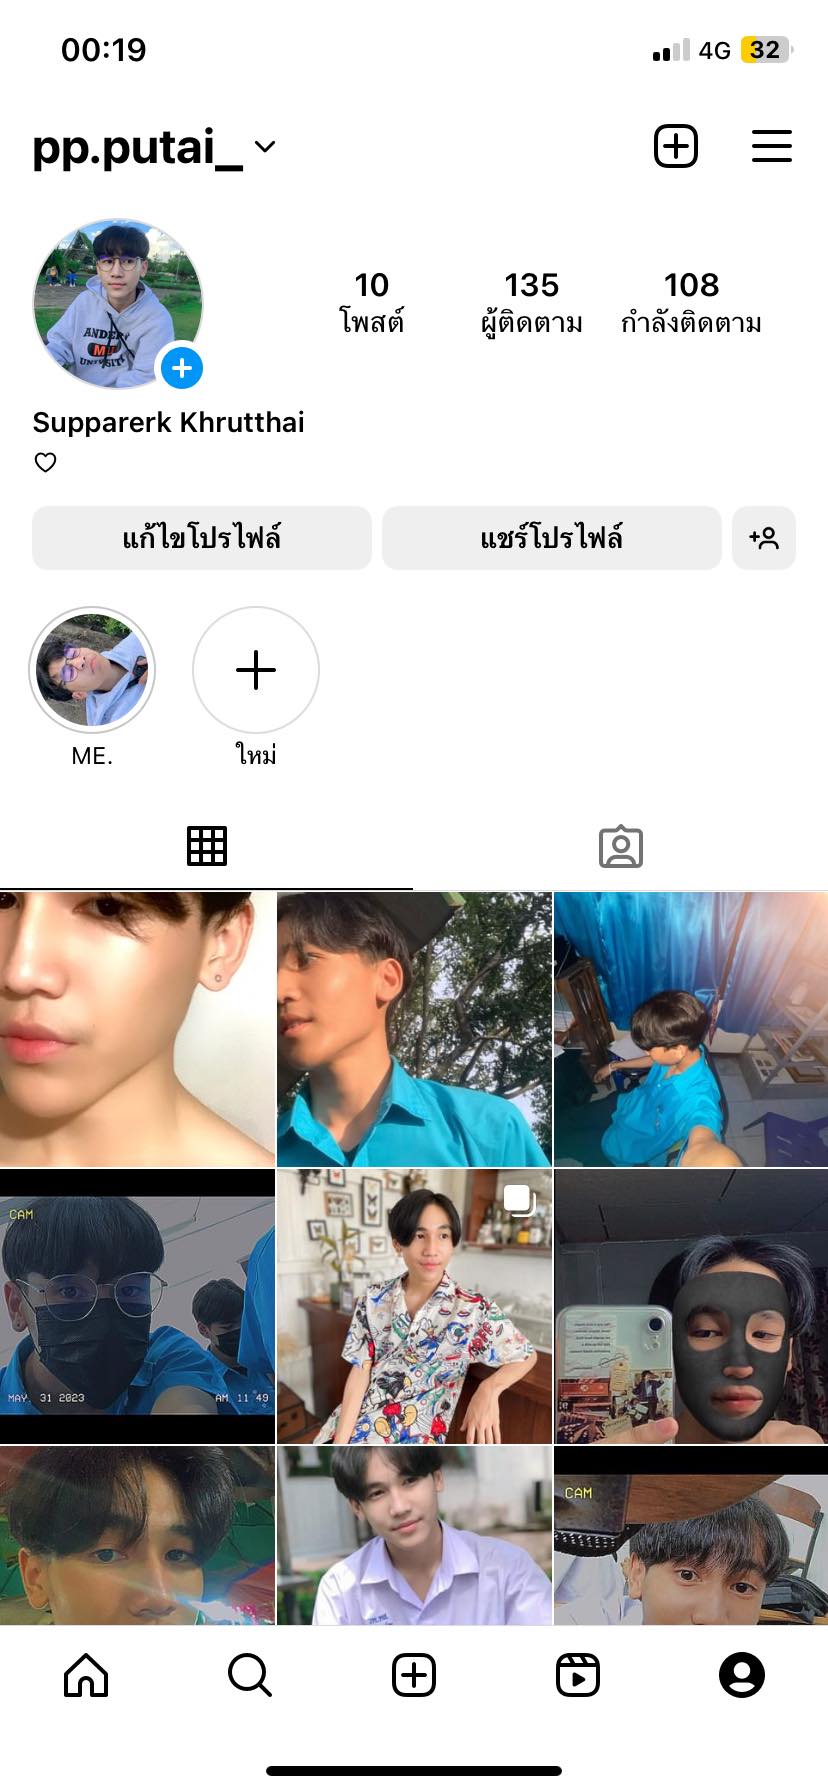 00:19
4G 32
pp.putai_
10 135 108
โพสต์ ผู้ติดตาม กำลังติดตาม
Supparerk Khrutthai
แก้ไขโปรไฟล์ แชร์โปรไฟล์
ME. ใหม่
CAM
MAY. 31 2023 AM 11 49
CAM